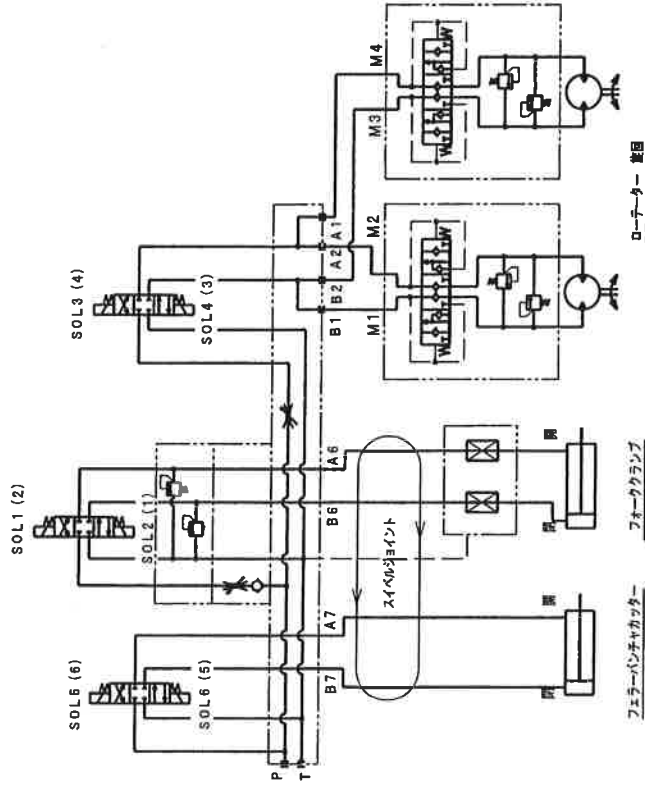 SOL3 (4)
SOL4 (3)
SOL1 (2)
SOL2 (1)
SOL6 (6)
SOL6 (5)
P
T
A1
A2
B2
B1
M4
M3
M2
M1
A6
B6
A7
B7
スイベルジョイント
開
閉
開
閉
ローテーター 旋回
フォーククランプ
フェラーバンチャカッター